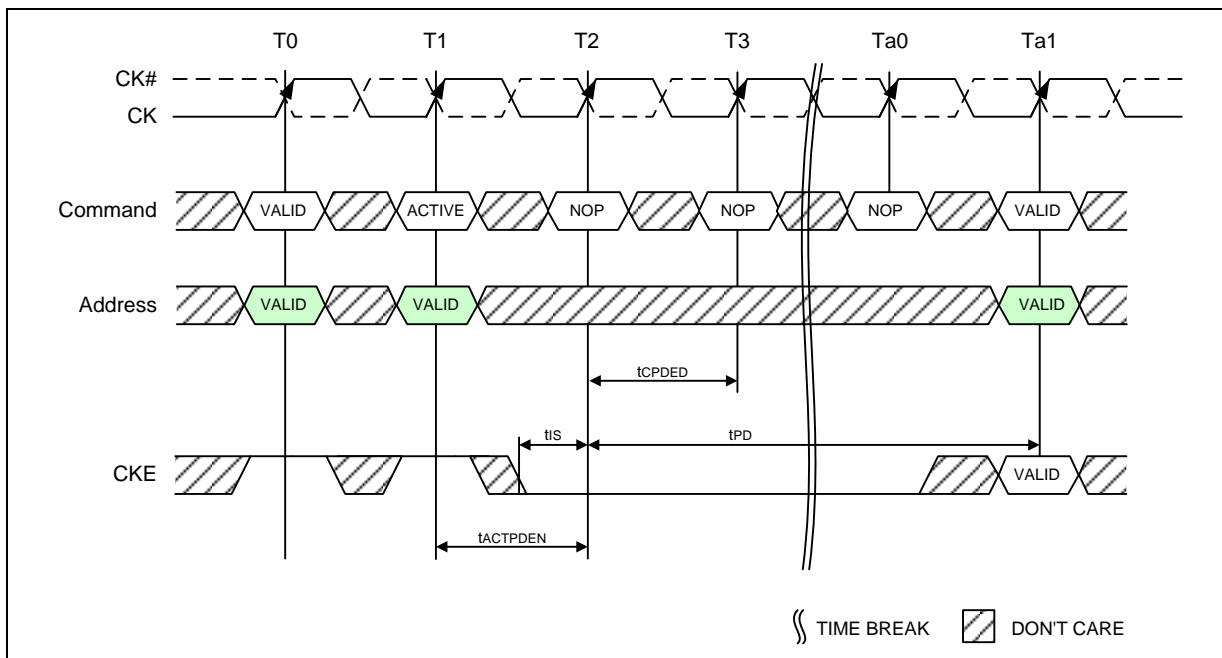 T0 T1 T2 T3 Ta0 Ta1
CK#
CK
Command VALID ACTIVE NOP NOP NOP VALID
Address VALID VALID VALID
tCPDED
tIS tPD
CKE VALID
tACTPDEN
TIME BREAK DON'T CARE